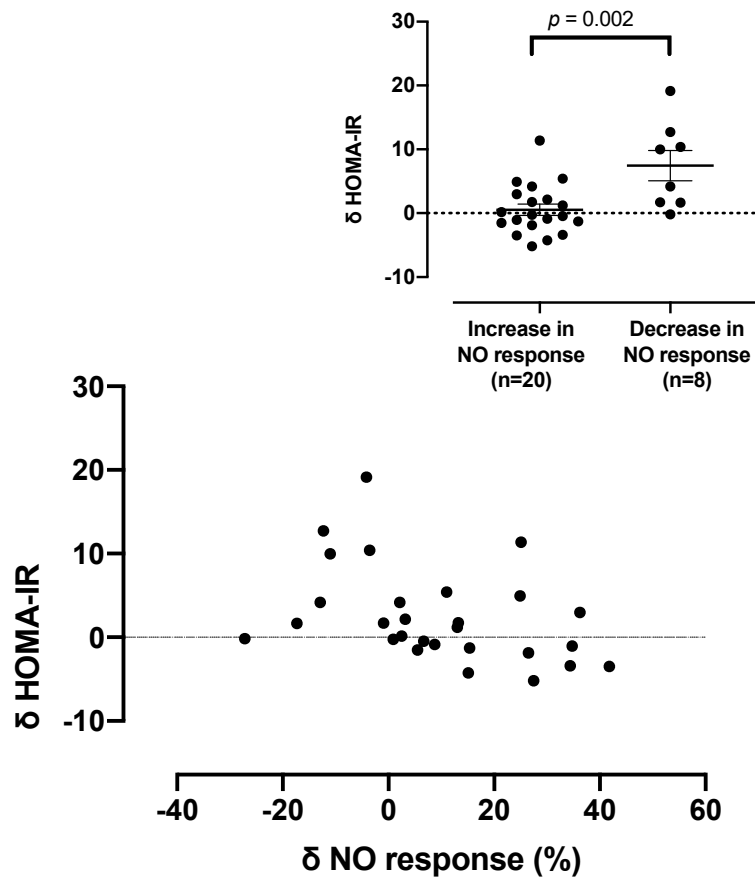 p = 0.002
30
20
10
0
-10
δ HOMA-IR
Increase in
NO response
(n=20)
Decrease in
NO response
(n=8)
30
20
10
0
-10
δ HOMA-IR
-40 -20 0 20 40 60
δ NO response (%)